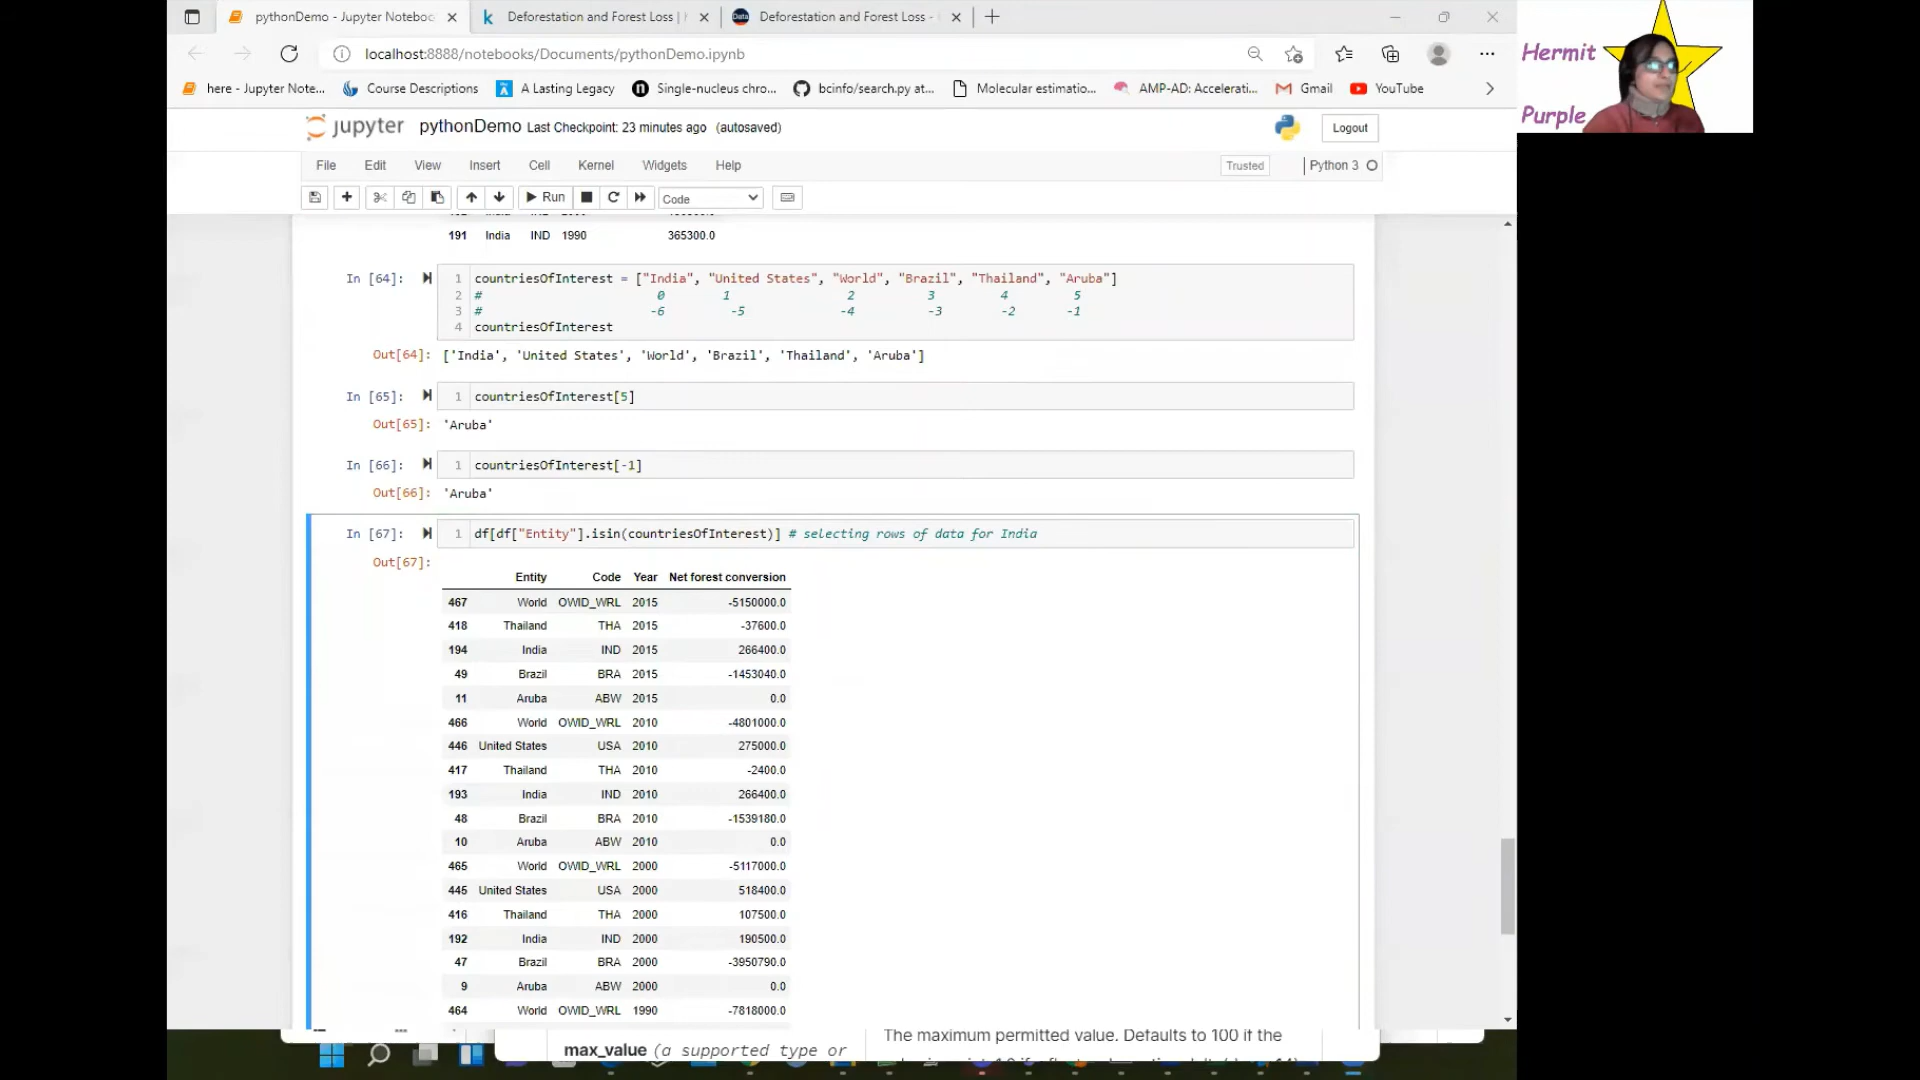 pythonDemo - Jupyter Noteboo
Deforestation and Forest Loss |
Deforestation and Forest Loss -
localhost:8888/notebooks/Documents/pythonDemo.ipynb
here - Jupyter Note...
Course Descriptions
A Lasting Legacy
Single-nucleus chro...
bcinfo/search.py at...
Molecular estimatio...
AMP-AD: Accelerati...
Gmail
YouTube
Hermit
Purple
jupyter pythonDemo Last Checkpoint: 23 minutes ago (autosaved)
Logout
File Edit View Insert Cell Kernel Widgets Help
Trusted
Python 3
Run
Code
191 India IND 1990 365300.0
In [64]:
1 countriesOfInterest = ["India", "United States", "World", "Brazil", "Thailand", "Aruba"]
2 # 0 1 2 3 4 5
3 # -6 -5 -4 -3 -2 -1
4 countriesOfInterest
Out[64]: ['India', 'United States', 'World', 'Brazil', 'Thailand', 'Aruba']
In [65]: 1 countriesOfInterest[5]
Out[65]: 'Aruba'
In [66]: 1 countriesOfInterest[-1]
Out[66]: 'Aruba'
In [67]: 1 df[df["Entity"].isin(countriesOfInterest)] # selecting rows of data for India
Out[67]:
Entity Code Year Net forest conversion
467 World OWID_WRL 2015 -5150000.0
418 Thailand THA 2015 -37600.0
194 India IND 2015 266400.0
49 Brazil BRA 2015 -1453040.0
11 Aruba ABW 2015 0.0
466 World OWID_WRL 2010 -4801000.0
446 United States USA 2010 275000.0
417 Thailand THA 2010 -2400.0
193 India IND 2010 266400.0
48 Brazil BRA 2010 -1539180.0
10 Aruba ABW 2010 0.0
465 World OWID_WRL 2000 -5117000.0
445 United States USA 2000 518400.0
416 Thailand THA 2000 107500.0
192 India IND 2000 190500.0
47 Brazil BRA 2000 -3950790.0
9 Aruba ABW 2000 0.0
464 World OWID_WRL 1990 -7818000.0
The maximum permitted value. Defaults to 100 if the
max_value (a supported type or